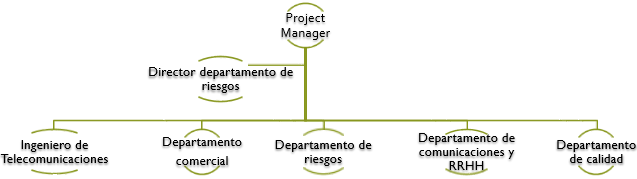 Project
Manager
Director departamento de
riesgos
Ingeniero de
Telecomunicaciones
Departamento
comercial
Departamento de
riesgos
Departamento de
comunicaciones y
RRHH.
Departamento
de calidad